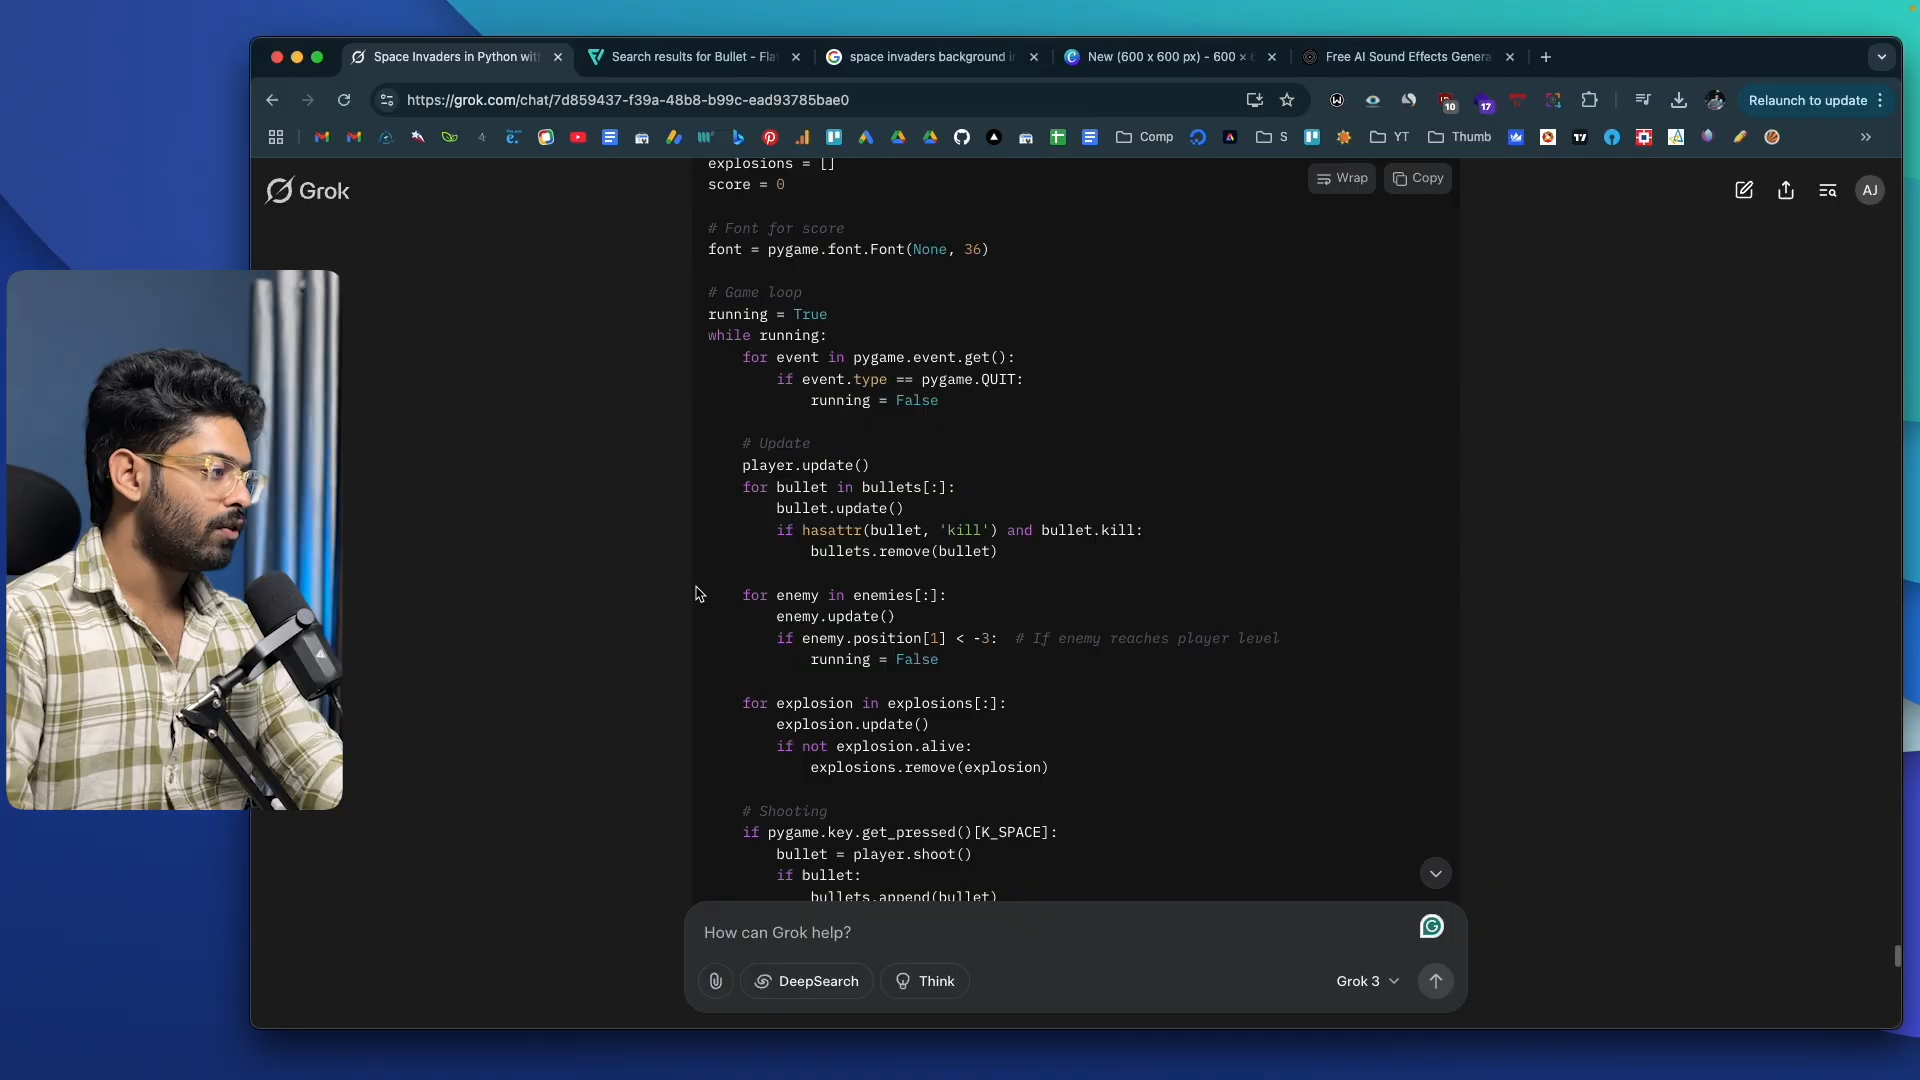 Space Invaders in Python wit
Search results for Bullet - Fla
space invaders background i
New (600 x 600 px) - 600 ×
Free AI Sound Effects Genera
https://grok.com/chat/7d859437-f39a-48b8-b99c-ead93785bae0
10
17
Relaunch to update
Comp
S
YT
Thumb
Grok
Wrap
Copy
AJ
explosions = []
score = 0
# Font for score
font = pygame.font.Font(None, 36)
# Game loop
running = True
while running:
for event in pygame.event.get():
if event.type == pygame.QUIT:
running = False
# Update
player.update()
for bullet in bullets[:]:
bullet.update()
if hasattr(bullet, 'kill') and bullet.kill:
bullets.remove(bullet)
for enemy in enemies[:]:
enemy.update()
if enemy.position[1] < -3:  # If enemy reaches player level
running = False
for explosion in explosions[:]:
explosion.update()
if not explosion.alive:
explosions.remove(explosion)
# Shooting
if pygame.key.get_pressed()[K_SPACE]:
bullet = player.shoot()
if bullet:
bullets.append(bullet)
How can Grok help?
DeepSearch
Think
Grok 3